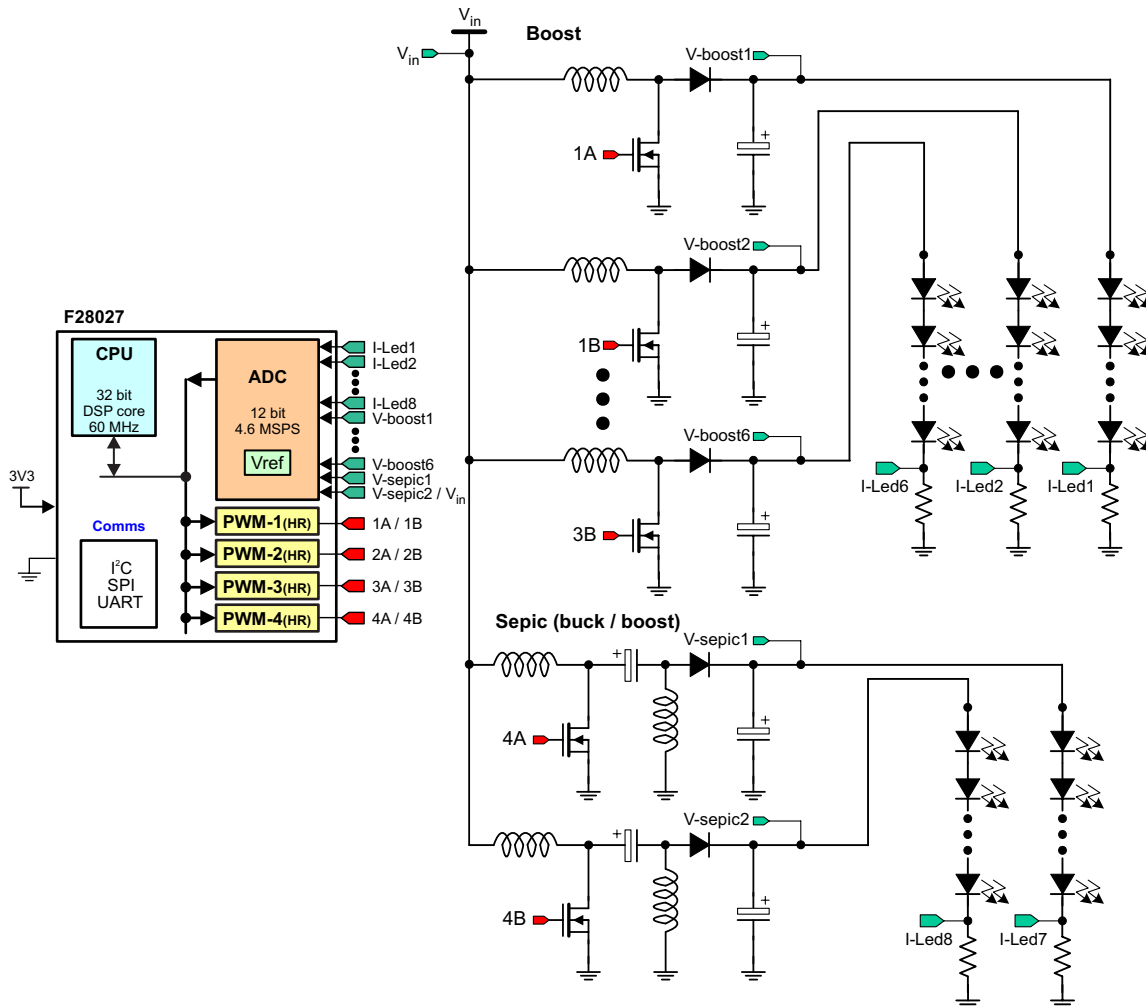 Vin
Vin
Boost
V-boost1
1A
V-boost2
1B
V-boost6
3B
I-Led6
I-Led2
I-Led1
F28027
CPU
32 bit
DSP core
60 MHz
ADC
12 bit
4.6 MSPS
Vref
I-Led1
I-Led2
I-Led8
V-boost1
V-boost6
V-sepic1
V-sepic2 / Vin
3V3
Comms
I²C
SPI
UART
PWM-1(HR)
1A / 1B
PWM-2(HR)
2A / 2B
PWM-3(HR)
3A / 3B
PWM-4(HR)
4A / 4B
Sepic (buck / boost)
V-sepic1
+
4A
V-sepic2
+
4B
I-Led8
I-Led7